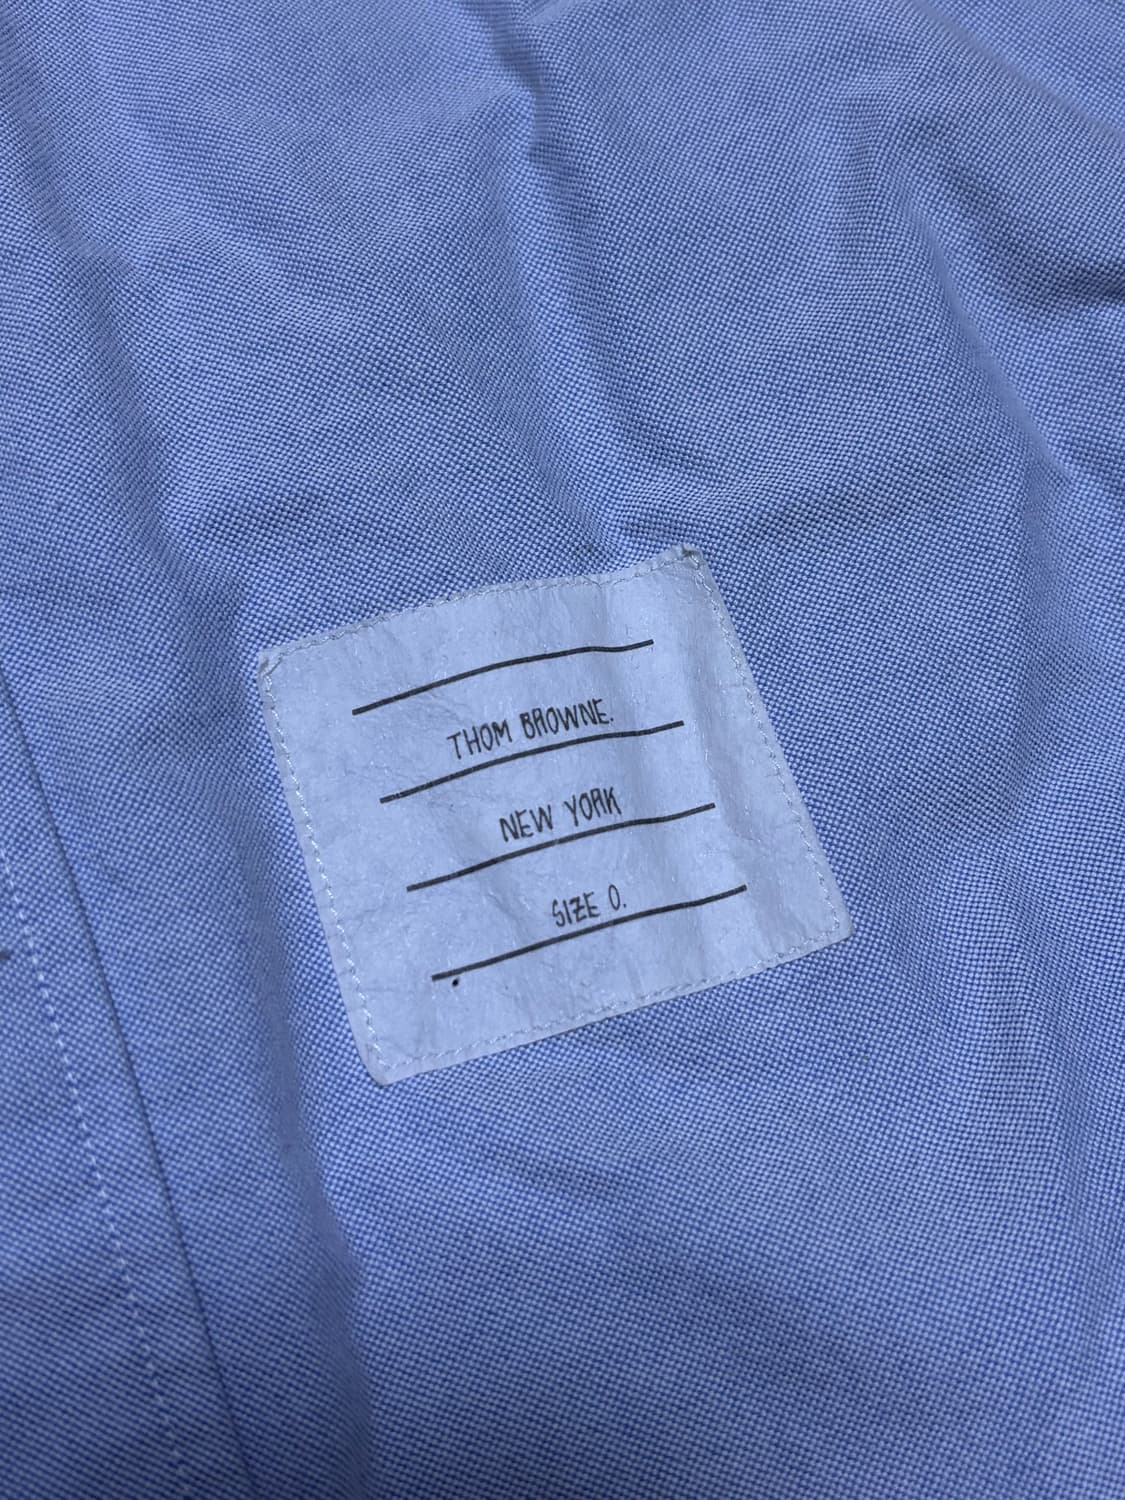 THOM BROWNE.
NEW YORK
SIZE 0.